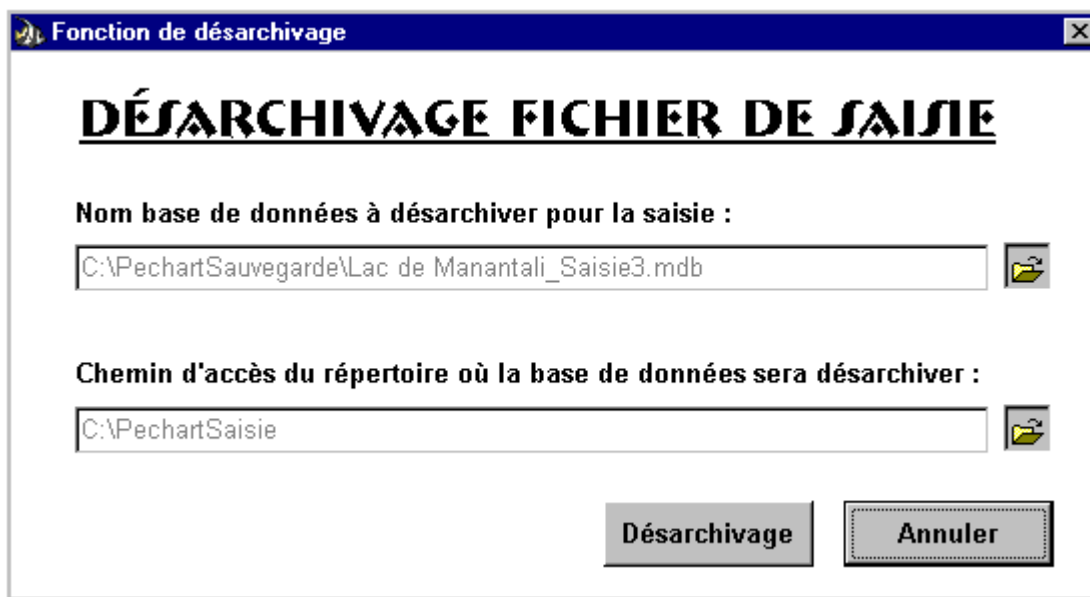 Fonction de désarchivage
DÉSARCHIVAGE FICHIER DE SAISIE
Nom base de données à désarchiver pour la saisie :
C:\PechartSauvegarde\Lac de Manantali_Saisie3.mdb
Chemin d'accès du répertoire où la base de données sera désarchiver :
C:\PechartSaisie
Désarchivage Annuler